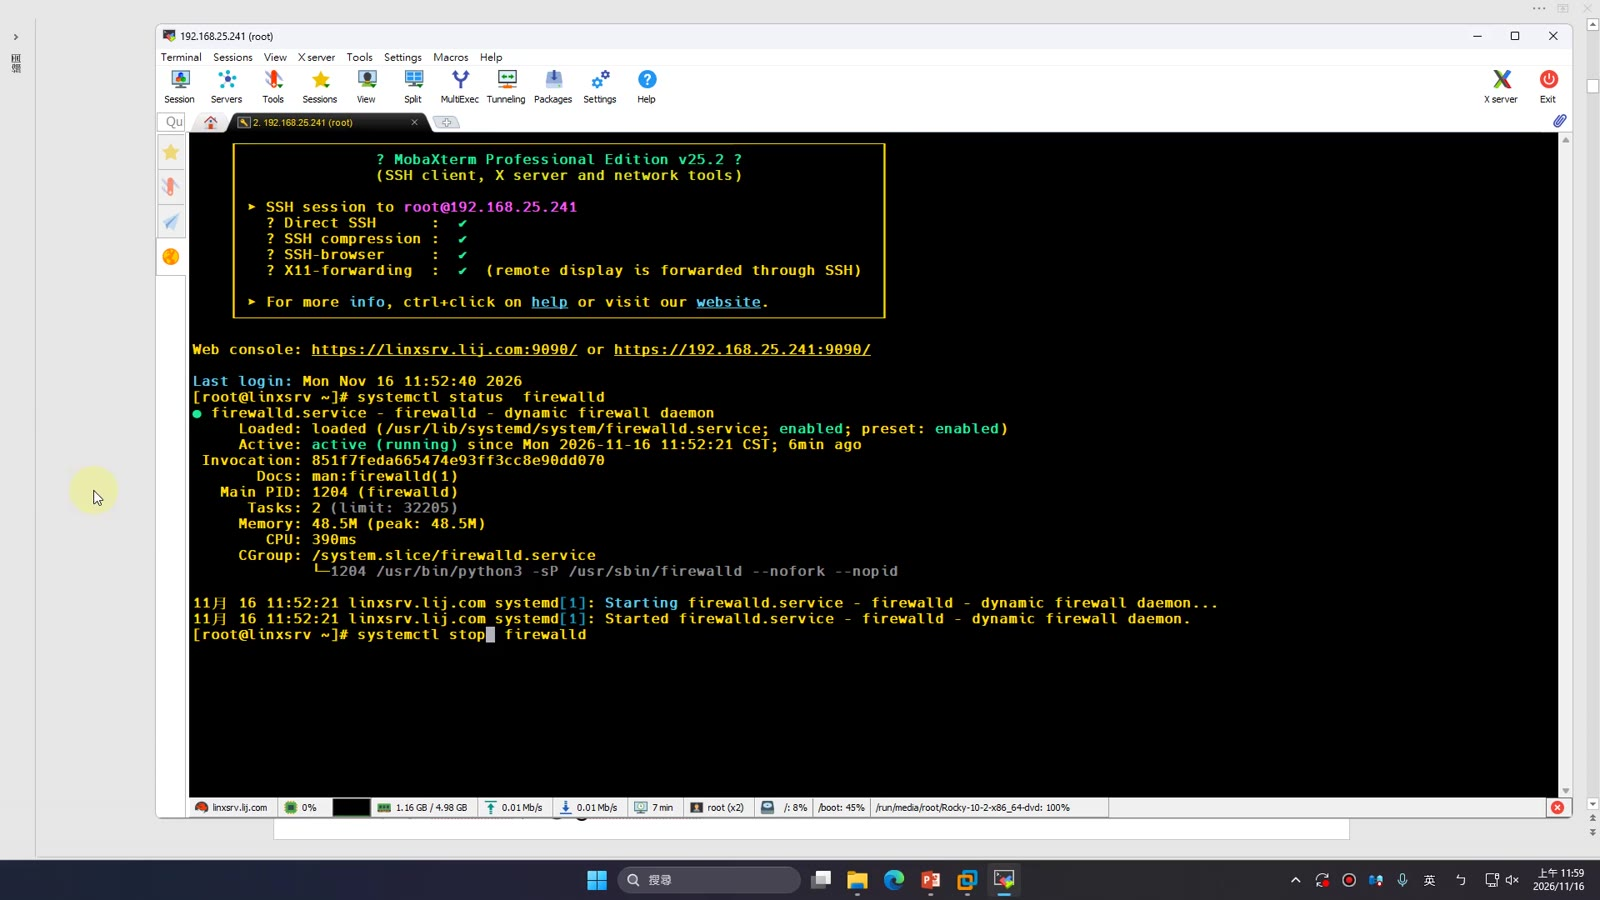 192.168.25.241 (root)
Terminal Sessions View X server Tools Settings Macros Help
Session Servers Tools Sessions View Split MultiExec Tunneling Packages Settings Help X server Exit
Qu
2. 192.168.25.241 (root)
? MobaXterm Professional Edition v25.2 ?
(SSH client, X server and network tools)
➤ SSH session to root@192.168.25.241
? Direct SSH : ✔
? SSH compression : ✔
? SSH-browser : ✔
? X11-forwarding : ✔ (remote display is forwarded through SSH)
➤ For more info, ctrl+click on help or visit our website.
Web console: https://linxsrv.lij.com:9090/ or https://192.168.25.241:9090/
Last login: Mon Nov 16 11:52:40 2026
[root@linxsrv ~]# systemctl status  firewalld
● firewalld.service - firewalld - dynamic firewall daemon
Loaded: loaded (/usr/lib/systemd/system/firewalld.service; enabled; preset: enabled)
Active: active (running) since Mon 2026-11-16 11:52:21 CST; 6min ago
Invocation: 851f7feda665474e93ff3cc8e90dd070
Docs: man:firewalld(1)
Main PID: 1204 (firewalld)
Tasks: 2 (limit: 32205)
Memory: 48.5M (peak: 48.5M)
CPU: 390ms
CGroup: /system.slice/firewalld.service
└─1204 /usr/bin/python3 -sP /usr/sbin/firewalld --nofork --nopid
11月 16 11:52:21 linxsrv.lij.com systemd[1]: Starting firewalld.service - firewalld - dynamic firewall daemon...
11月 16 11:52:21 linxsrv.lij.com systemd[1]: Started firewalld.service - firewalld - dynamic firewall daemon.
[root@linxsrv ~]# systemctl stop  firewalld
linxsrv.lij.com 0% 1.16 GB / 4.98 GB 0.01 Mb/s 0.01 Mb/s 7 min root (x2) /: 8% /boot: 45% /run/media/root/Rocky-10-2-x86_64-dvd: 100%
搜尋
英 ㄅ
上午 11:59
2026/11/16